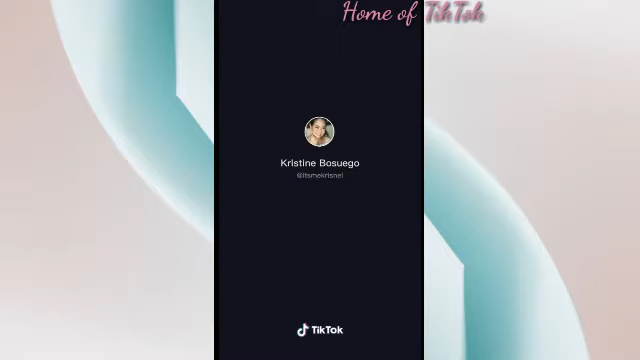 Home of TikTok
Kristine Bosuego
@itsmekrisnel
TikTok